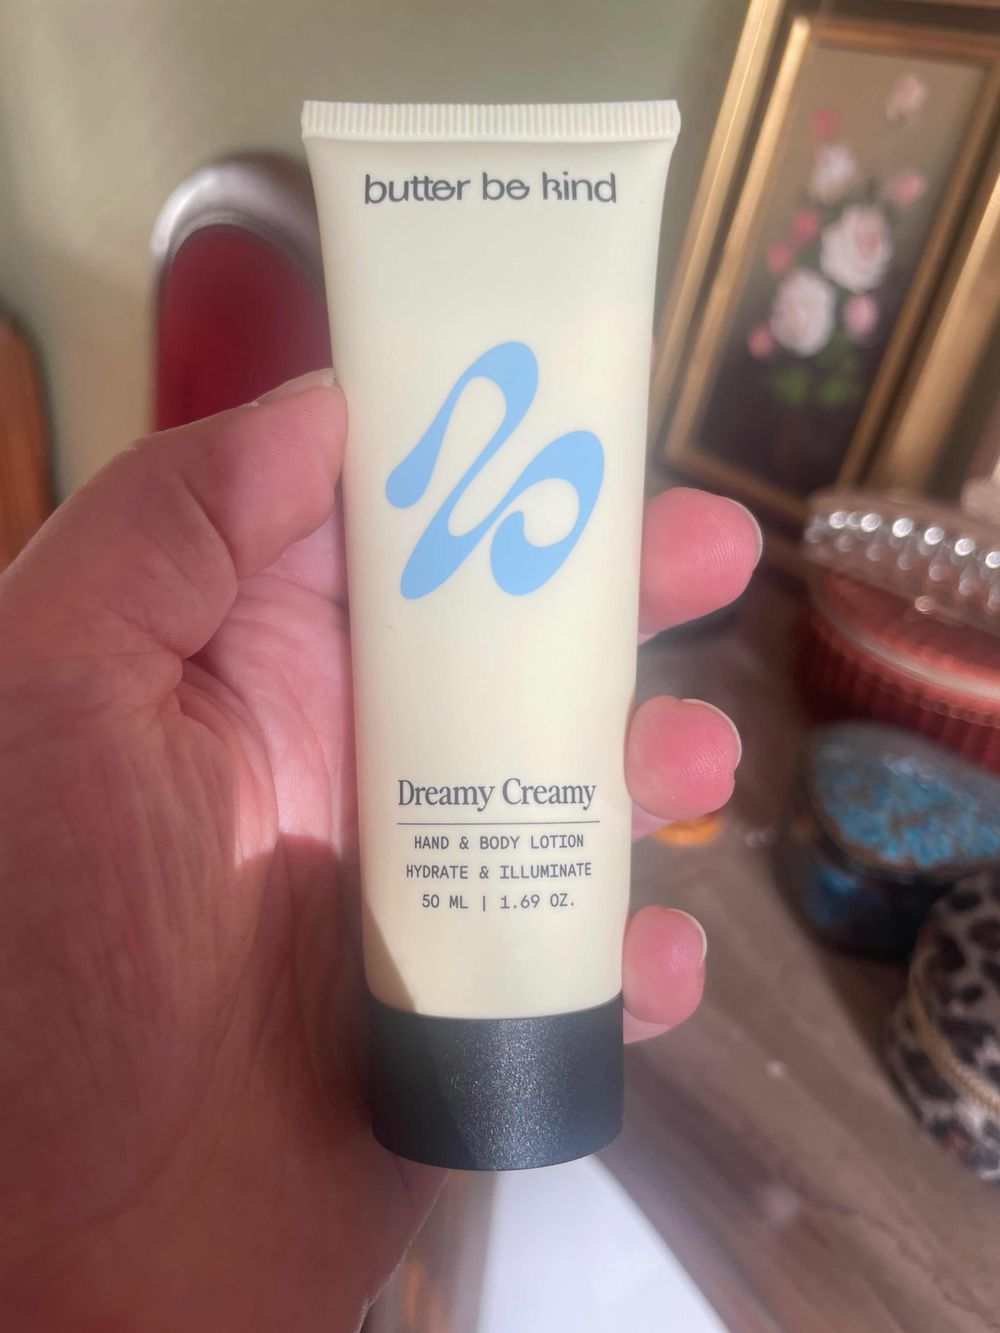 butter be kind
Dreamy Creamy
HAND & BODY LOTION
HYDRATE & ILLUMINATE
50 ML | 1.69 OZ.